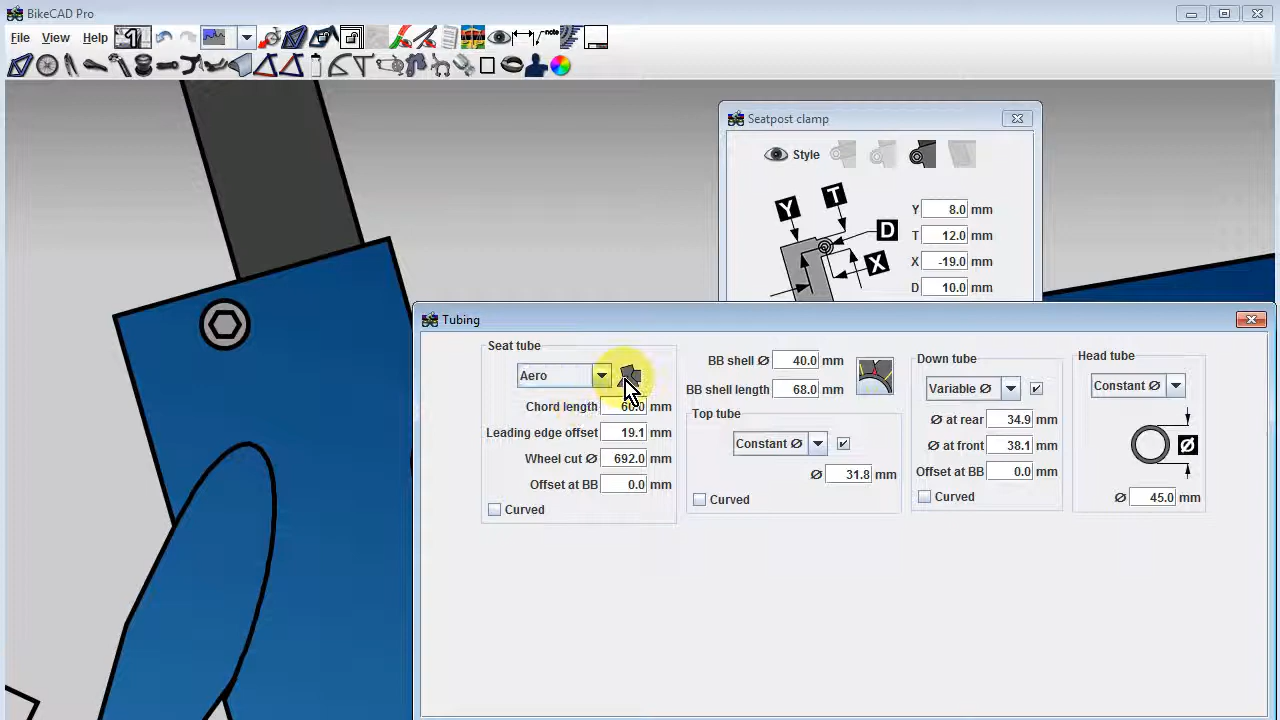 BikeCAD Pro
File View Help
note
Seatpost clamp
Style
Y T D X
Y 8.0 mm
T 12.0 mm
X -19.0 mm
D 10.0 mm
Tubing
Seat tube
Aero
Chord length 60.0 mm
Leading edge offset 19.1 mm
Wheel cut Ø 692.0 mm
Offset at BB 0.0 mm
Curved
BB shell Ø 40.0 mm
BB shell length 68.0 mm
Top tube
Constant Ø
Ø 31.8 mm
Curved
Down tube
Variable Ø
Ø at rear 34.9 mm
Ø at front 38.1 mm
Offset at BB 0.0 mm
Curved
Head tube
Constant Ø
Ø
Ø 45.0 mm